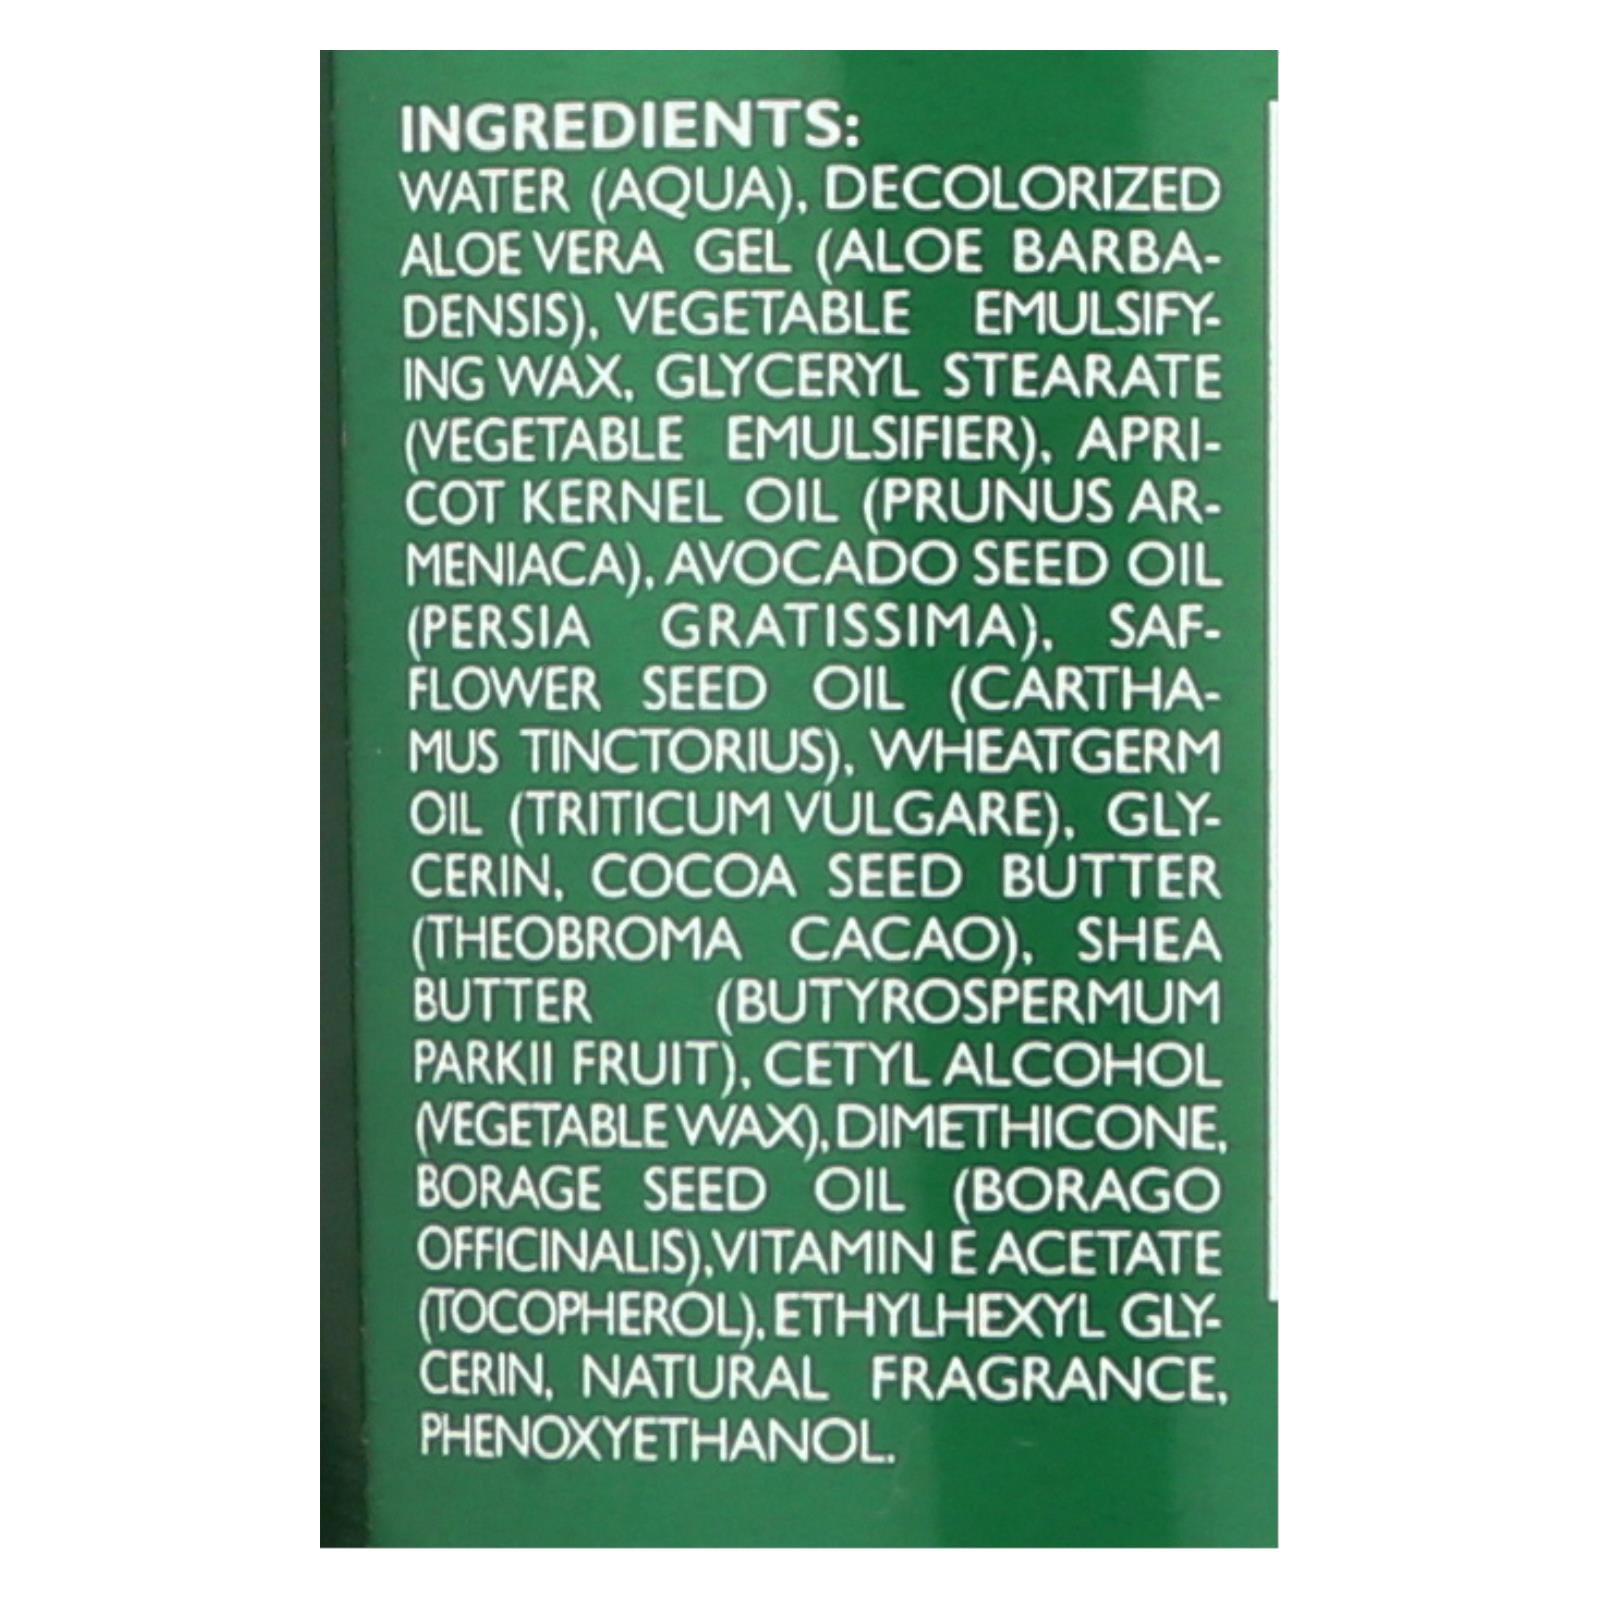 INGREDIENTS:
WATER (AQUA), DECOLORIZED
ALOE VERA GEL (ALOE BARBA-
DENSIS), VEGETABLE EMULSIFY-
ING WAX, GLYCERYL STEARATE
(VEGETABLE EMULSIFIER), APRI-
COT KERNEL OIL (PRUNUS AR-
MENIACA), AVOCADO SEED OIL
(PERSIA GRATISSIMA), SAF-
FLOWER SEED OIL (CARTHA-
MUS TINCTORIUS), WHEATGERM
OIL (TRITICUM VULGARE), GLY-
CERIN, COCOA SEED BUTTER
(THEOBROMA CACAO), SHEA
BUTTER (BUTYROSPERMUM
PARKII FRUIT), CETYL ALCOHOL
(VEGETABLE WAX), DIMETHICONE,
BORAGE SEED OIL (BORAGO
OFFICINALIS), VITAMIN E ACETATE
(TOCOPHEROL), ETHYLHEXYL GLY-
CERIN, NATURAL FRAGRANCE,
PHENOXYETHANOL.